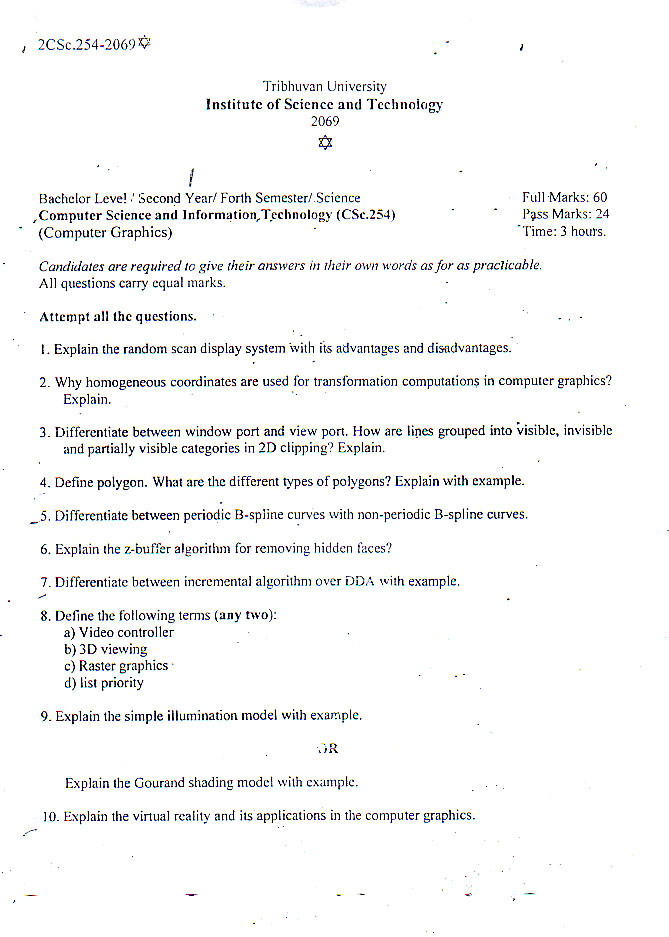 2CSc.254-2069✡
Tribhuvan University
Institute of Science and Technology
2069
✡
Bachelor Level / Second Year/ Forth Semester/ Science
Full Marks: 60
Computer Science and Information Technology (CSc.254)
Pass Marks: 24
(Computer Graphics)
Time: 3 hours.
Candidates are required to give their answers in their own words as for as practicable.
All questions carry equal marks.
Attempt all the questions.
1. Explain the random scan display system with its advantages and disadvantages.
2. Why homogeneous coordinates are used for transformation computations in computer graphics?
Explain.
3. Differentiate between window port and view port. How are lines grouped into visible, invisible
and partially visible categories in 2D clipping? Explain.
4. Define polygon. What are the different types of polygons? Explain with example.
5. Differentiate between periodic B-spline curves with non-periodic B-spline curves.
6. Explain the z-buffer algorithm for removing hidden faces?
7. Differentiate between incremental algorithm over DDA with example.
8. Define the following terms (any two):
a) Video controller
b) 3D viewing
c) Raster graphics
d) list priority
9. Explain the simple illumination model with example.
OR
Explain the Gourand shading model with example.
10. Explain the virtual reality and its applications in the computer graphics.